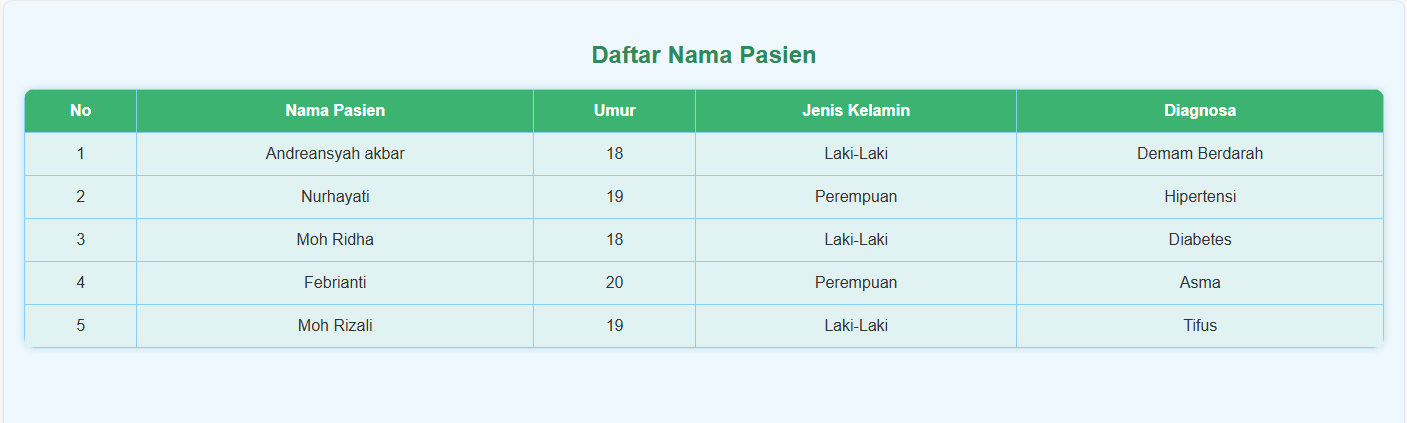 Daftar Nama Pasien
No Nama Pasien Umur Jenis Kelamin Diagnosa
1 Andreansyah akbar 18 Laki-Laki Demam Berdarah
2 Nurhayati 19 Perempuan Hipertensi
3 Moh Ridha 18 Laki-Laki Diabetes
4 Febrianti 20 Perempuan Asma
5 Moh Rizali 19 Laki-Laki Tifus